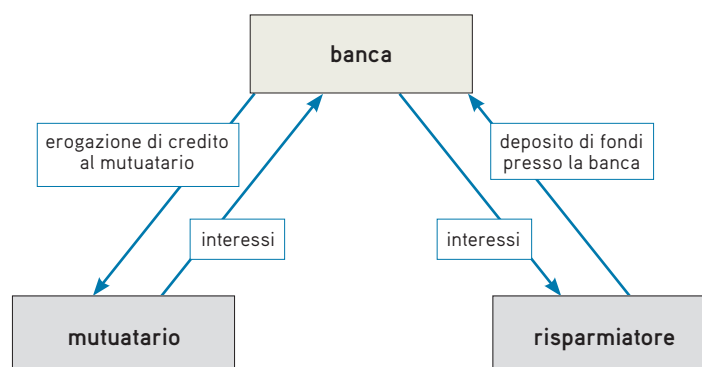 banca
erogazione di credito
al mutuatario
deposito di fondi
presso la banca
interessi
interessi
mutuatario
risparmiatore